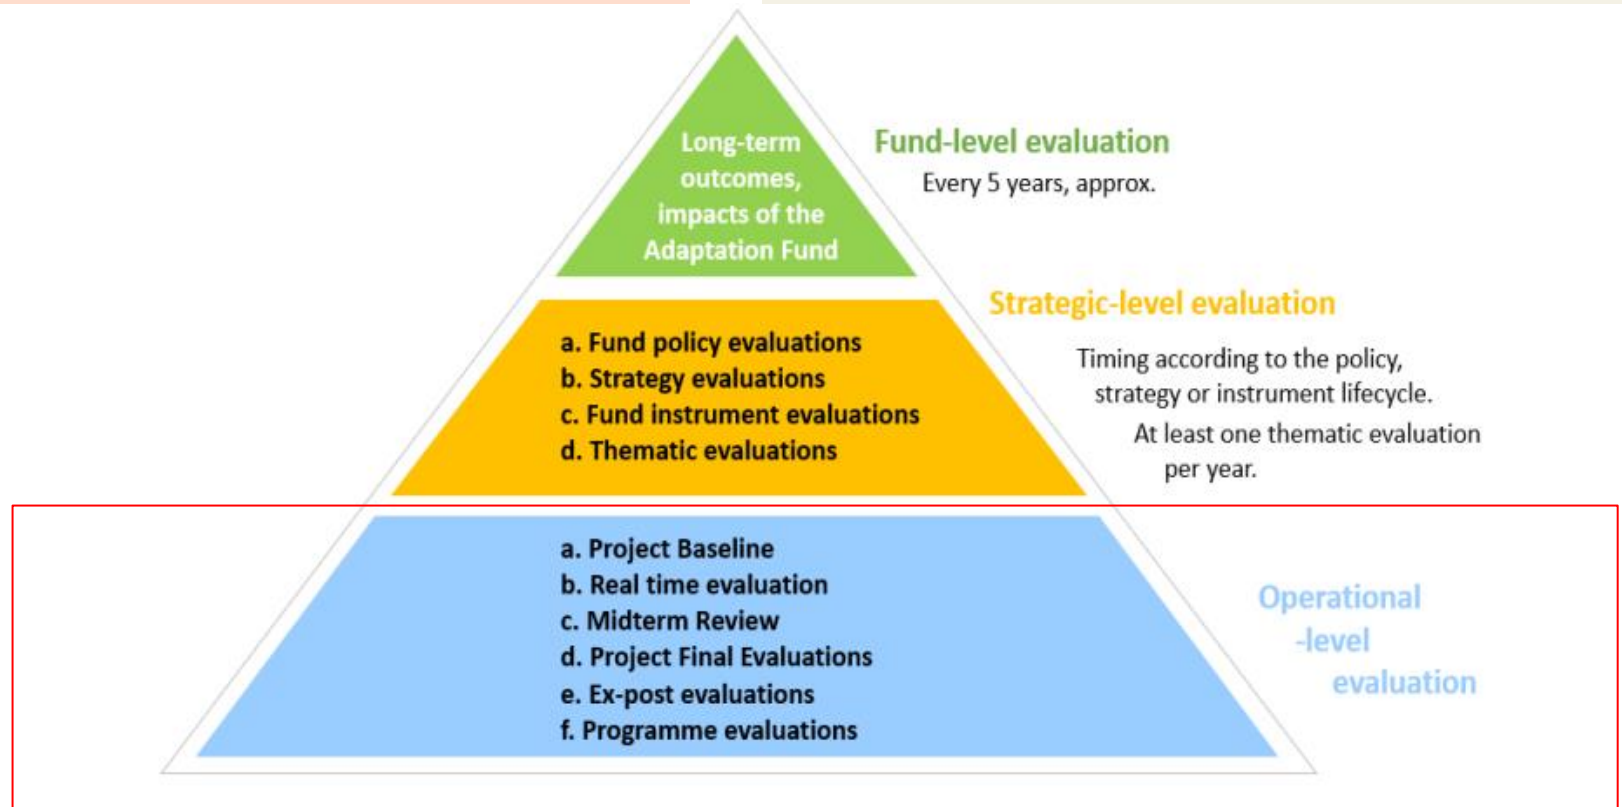 Long-term
outcomes,
impacts of the
Adaptation Fund
Fund-level evaluation
Every 5 years, approx.
Strategic-level evaluation
a. Fund policy evaluations
b. Strategy evaluations
c. Fund instrument evaluations
d. Thematic evaluations
Timing according to the policy,
strategy or instrument lifecycle.
At least one thematic evaluation
per year.
a. Project Baseline
b. Real time evaluation
c. Midterm Review
d. Project Final Evaluations
e. Ex-post evaluations
f. Programme evaluations
Operational
-level
evaluation